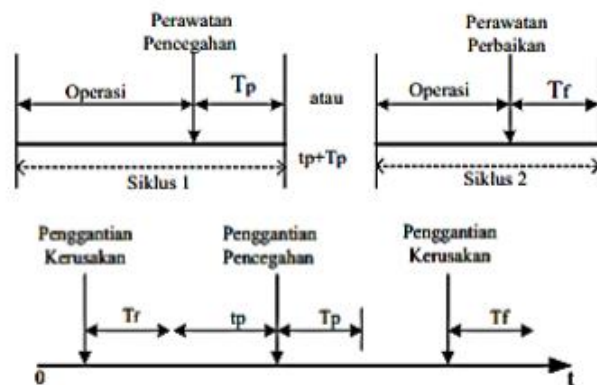 Perawatan
Pencegahan
Perawatan
Perbaikan
Operasi
Tp
atau
Operasi
Tf
Siklus 1
tp+Tp
Siklus 2
Penggantian
Kerusakan
Penggantian
Pencegahan
Penggantian
Kerusakan
Tf
tp
Tp
Tf
0
t